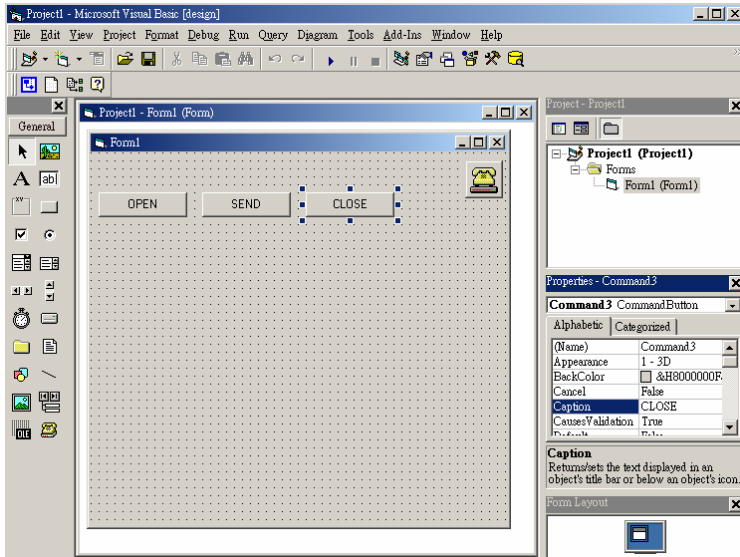 Project1 - Microsoft Visual Basic [design]
File Edit View Project Format Debug Run Query Diagram Tools Add-Ins Window Help
General
Project1 - Form1 (Form)
Form1
OPEN SEND CLOSE
Project - Project1
Project1 (Project1)
Forms
Form1 (Form1)
Properties - Command3
Command3 CommandButton
Alphabetic Categorized
(Name) Command3
Appearance 1 - 3D
BackColor &H8000000F
Cancel False
Caption CLOSE
CausesValidation True
Default False
Caption
Returns/sets the text displayed in an
object's title bar or below an object's icon.
Form Layout